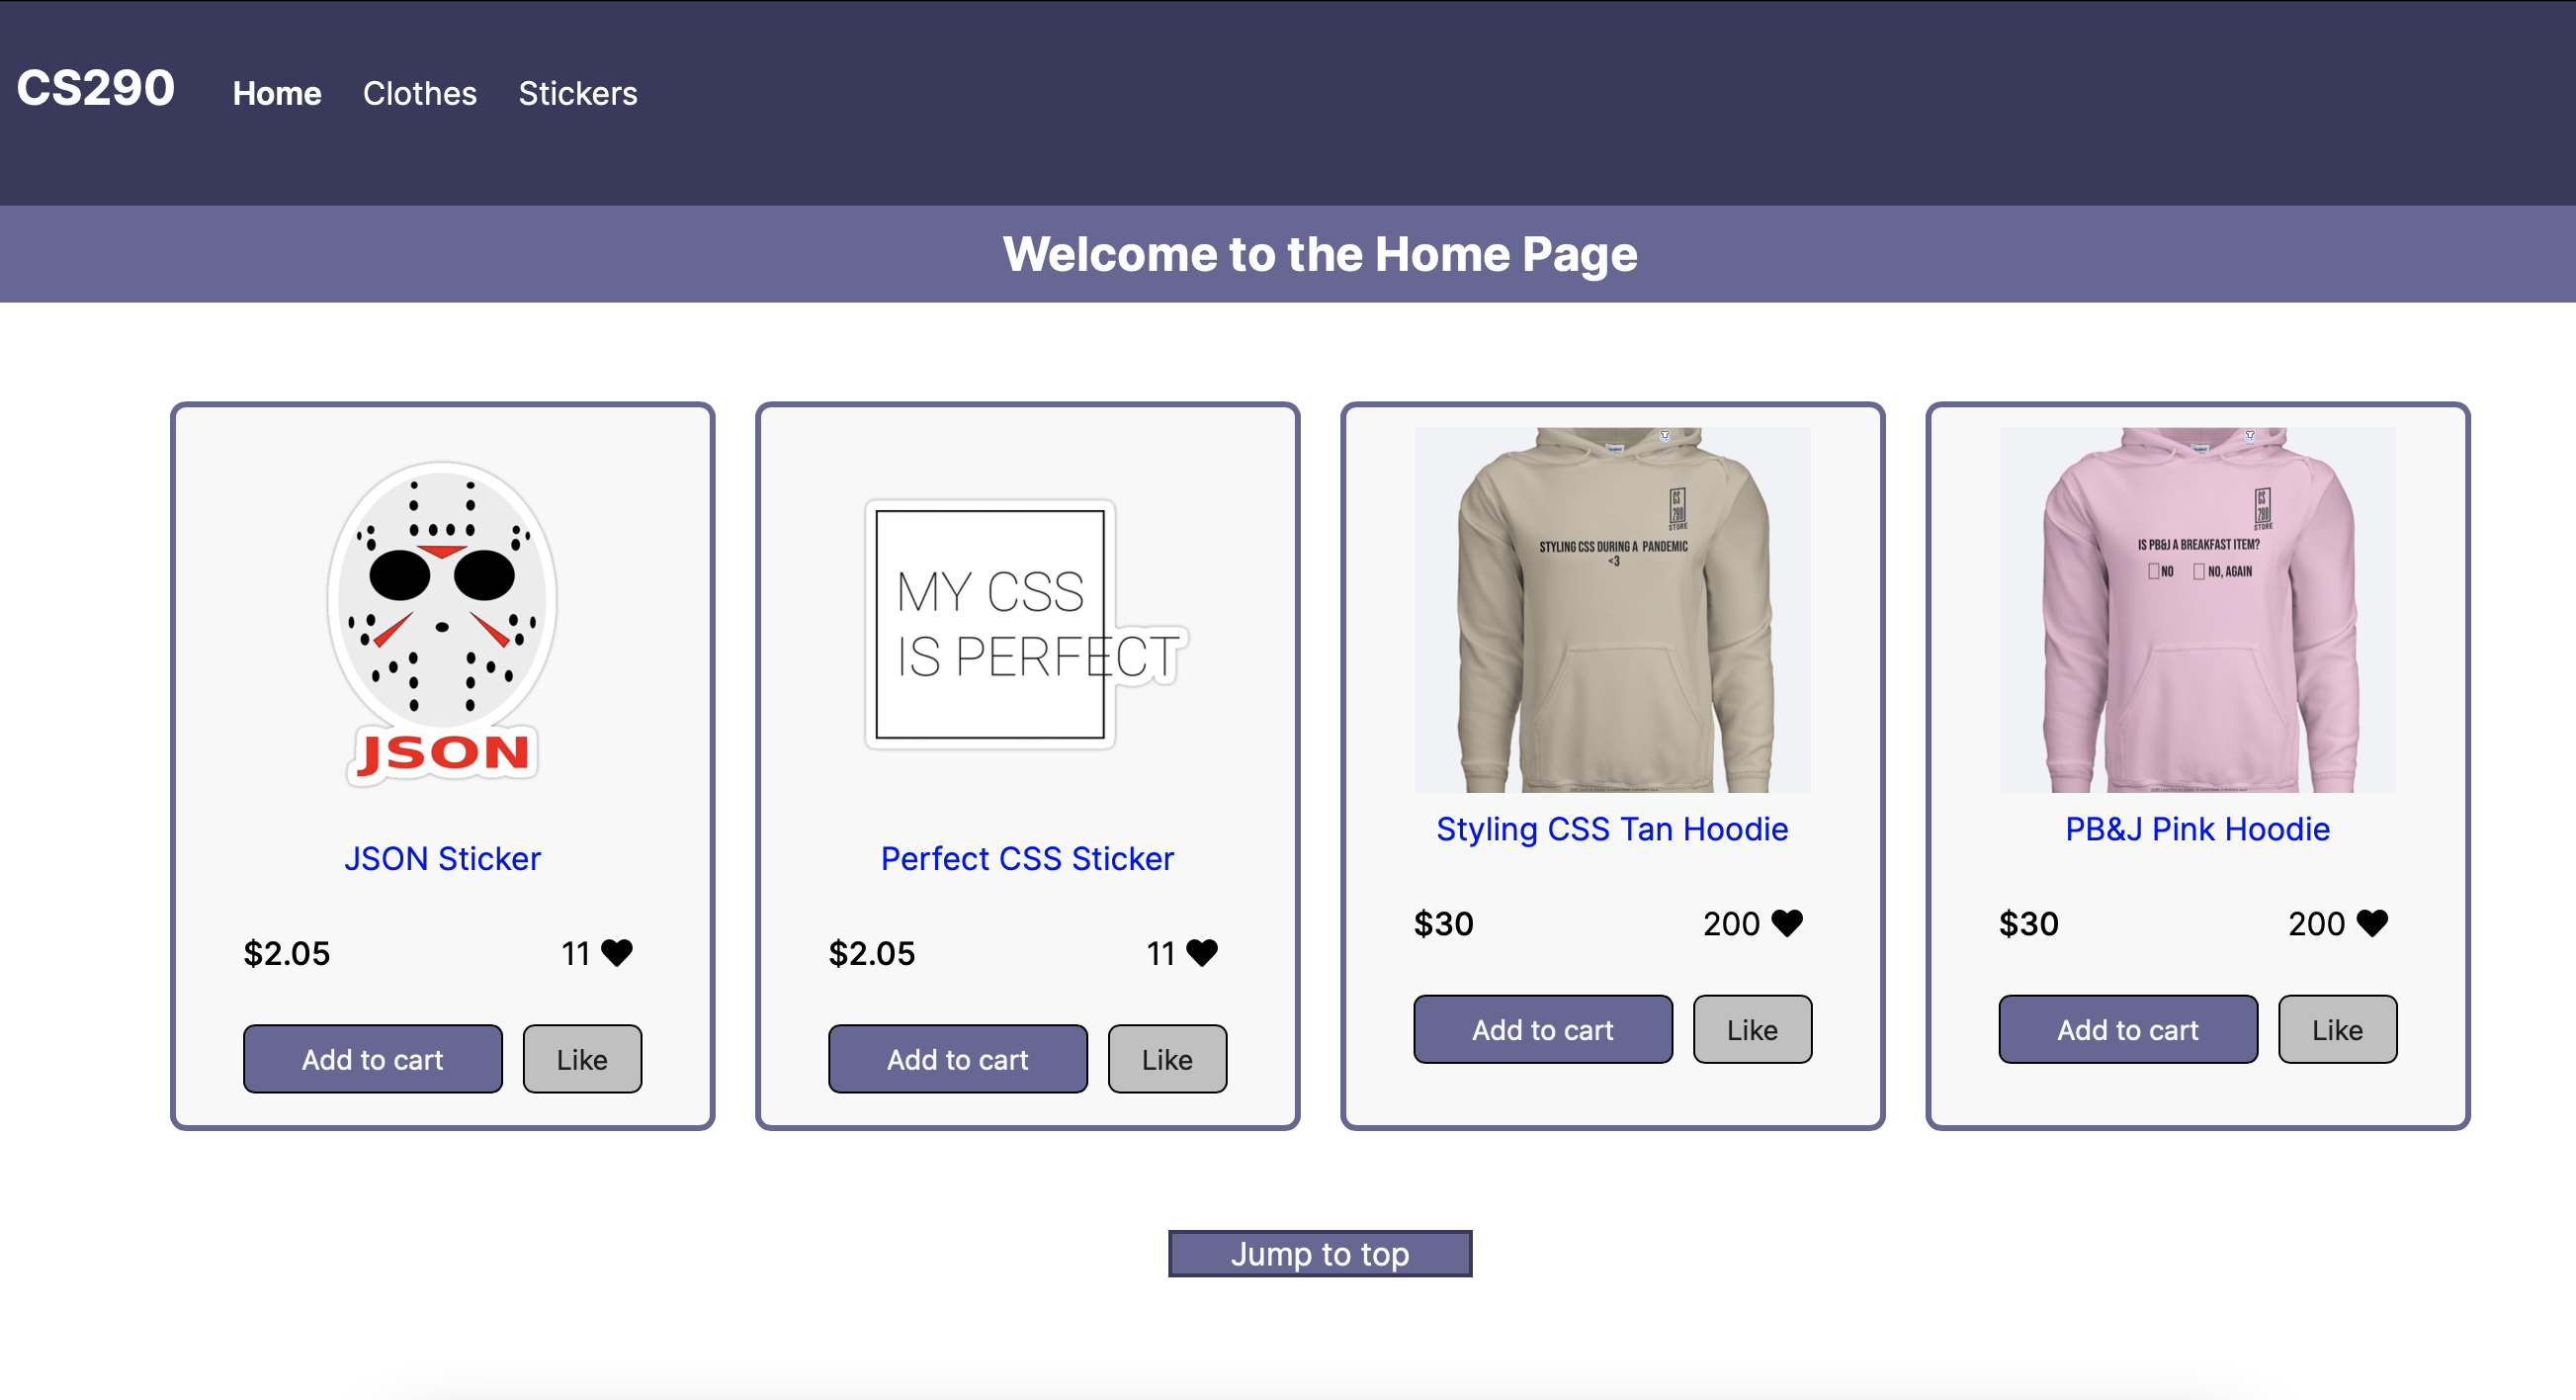 CS290
Home
Clothes
Stickers
Welcome to the Home Page
JSON
JSON Sticker
$2.05
11
Add to cart
Like
MY CSS
IS PERFECT
Perfect CSS Sticker
$2.05
11
Add to cart
Like
CS
290
STORE
STYLING CSS DURING A PANDEMIC
<3
Styling CSS Tan Hoodie
$30
200
Add to cart
Like
CS
290
STORE
IS PB&J A BREAKFAST ITEM?
NO NO, AGAIN
PB&J Pink Hoodie
$30
200
Add to cart
Like
Jump to top